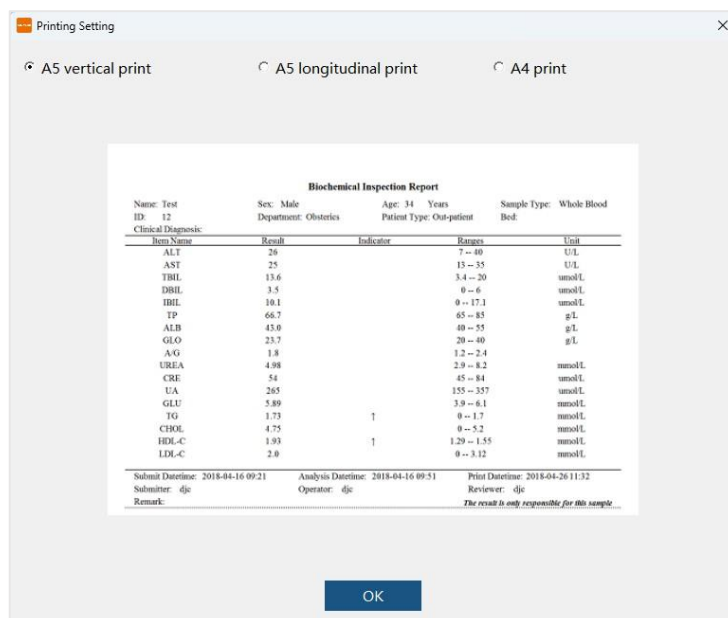 Printing Setting
A5 vertical print A5 longitudinal print A4 print
Biochemical Inspection Report
Name: Test Sex: Male Age: 34 Years Sample Type: Whole Blood
ID: 12 Department: Obsterics Patient Type: Out-patient Bed:
Clinical Diagnosis:
Item Name Result Indicator Ranges Unit
ALT 26 7 -- 40 U/L
AST 25 13 -- 35 U/L
TBIL 13.6 3.4 -- 20 umol/L
DBIL 3.5 0 -- 6 umol/L
IBIL 10.1 0 -- 17.1 umol/L
TP 66.7 65 -- 85 g/L
ALB 43.0 40 -- 55 g/L
GLO 23.7 20 -- 40 g/L
A/G 1.8 1.2 -- 2.4
UREA 4.98 2.9 -- 8.2 mmol/L
CRE 54 45 -- 84 umol/L
UA 265 155 -- 357 umol/L
GLU 5.89 3.9 -- 6.1 mmol/L
TG 1.73 ↑ 0 -- 1.7 mmol/L
CHOL 4.75 0 -- 5.2 mmol/L
HDL-C 1.93 ↑ 1.29 -- 1.55 mmol/L
LDL-C 2.0 0 -- 3.12 mmol/L
Submit Datetime: 2018-04-16 09:21 Analysis Datetime: 2018-04-16 09:51 Print Datetime: 2018-04-26 11:32
Submitter: djc Operator: djc Reviewer: djc
Remark: The result is only responsible for this sample
OK